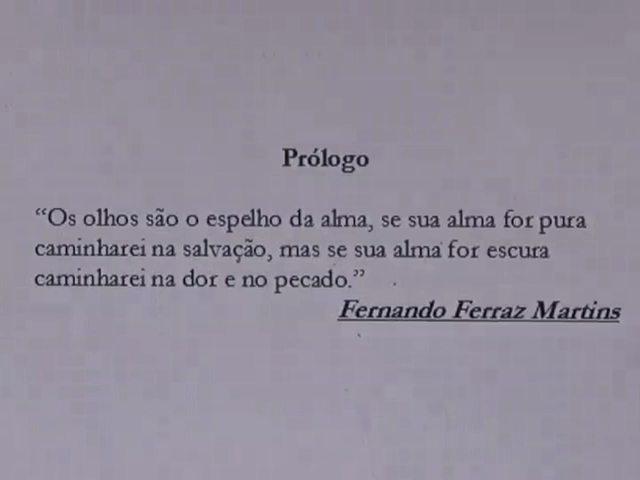 Prólogo
“Os olhos são o espelho da alma, se sua alma for pura
caminharei na salvação, mas se sua alma for escura
caminharei na dor e no pecado.”
Fernando Ferraz Martins